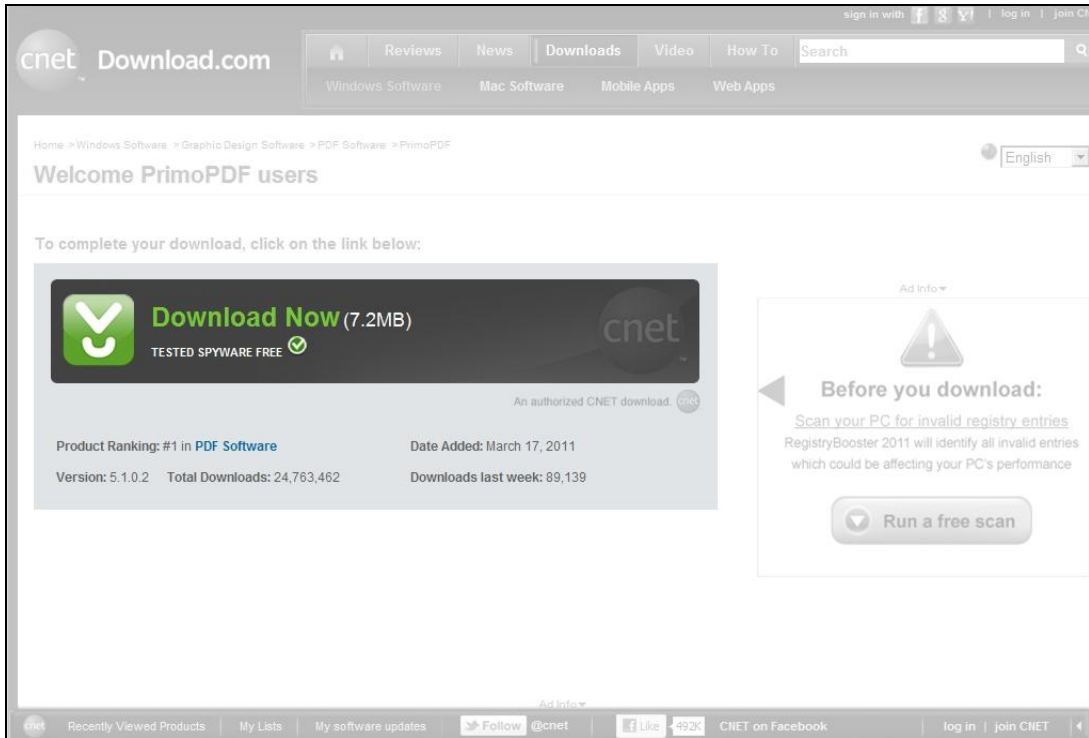 sign in with f 8 Y! | log in | join C
cnet Download.com
Reviews News Downloads Video How To Search
Windows Software Mac Software Mobile Apps Web Apps
Home > Windows Software > Graphic Design Software > PDF Software > PrimoPDF
English
Welcome PrimoPDF users
To complete your download, click on the link below:
Download Now (7.2MB)
TESTED SPYWARE FREE
cnet
An authorized CNET download. cnet
Product Ranking: #1 in PDF Software Date Added: March 17, 2011
Version: 5.1.0.2 Total Downloads: 24,763,462 Downloads last week: 89,139
Ad Info
Before you download:
Scan your PC for invalid registry entries
RegistryBooster 2011 will identify all invalid entries
which could be affecting your PC's performance
Run a free scan
Ad Info
cnet Recently Viewed Products My Lists My software updates Follow @cnet Like 492K CNET on Facebook log in | join CNET